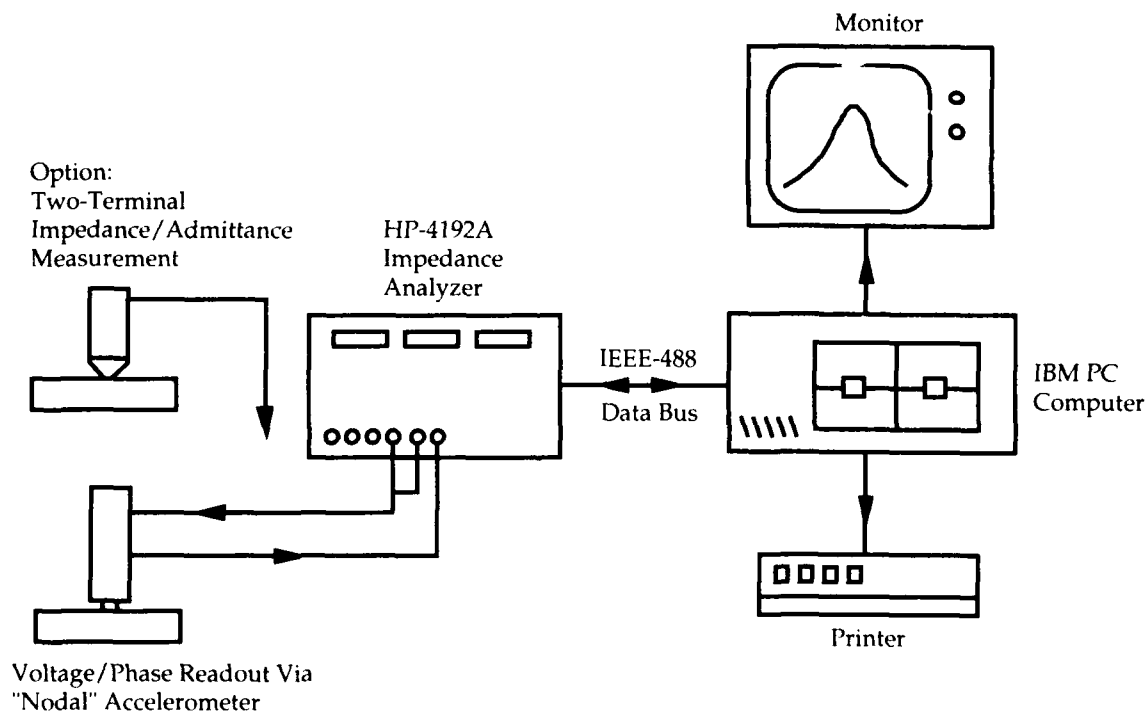 Monitor
Option:
Two-Terminal
Impedance/Admittance
Measurement
HP-4192A
Impedance
Analyzer
IEEE-488
Data Bus
IBM PC
Computer
Printer
Voltage/Phase Readout Via
"Nodal" Accelerometer